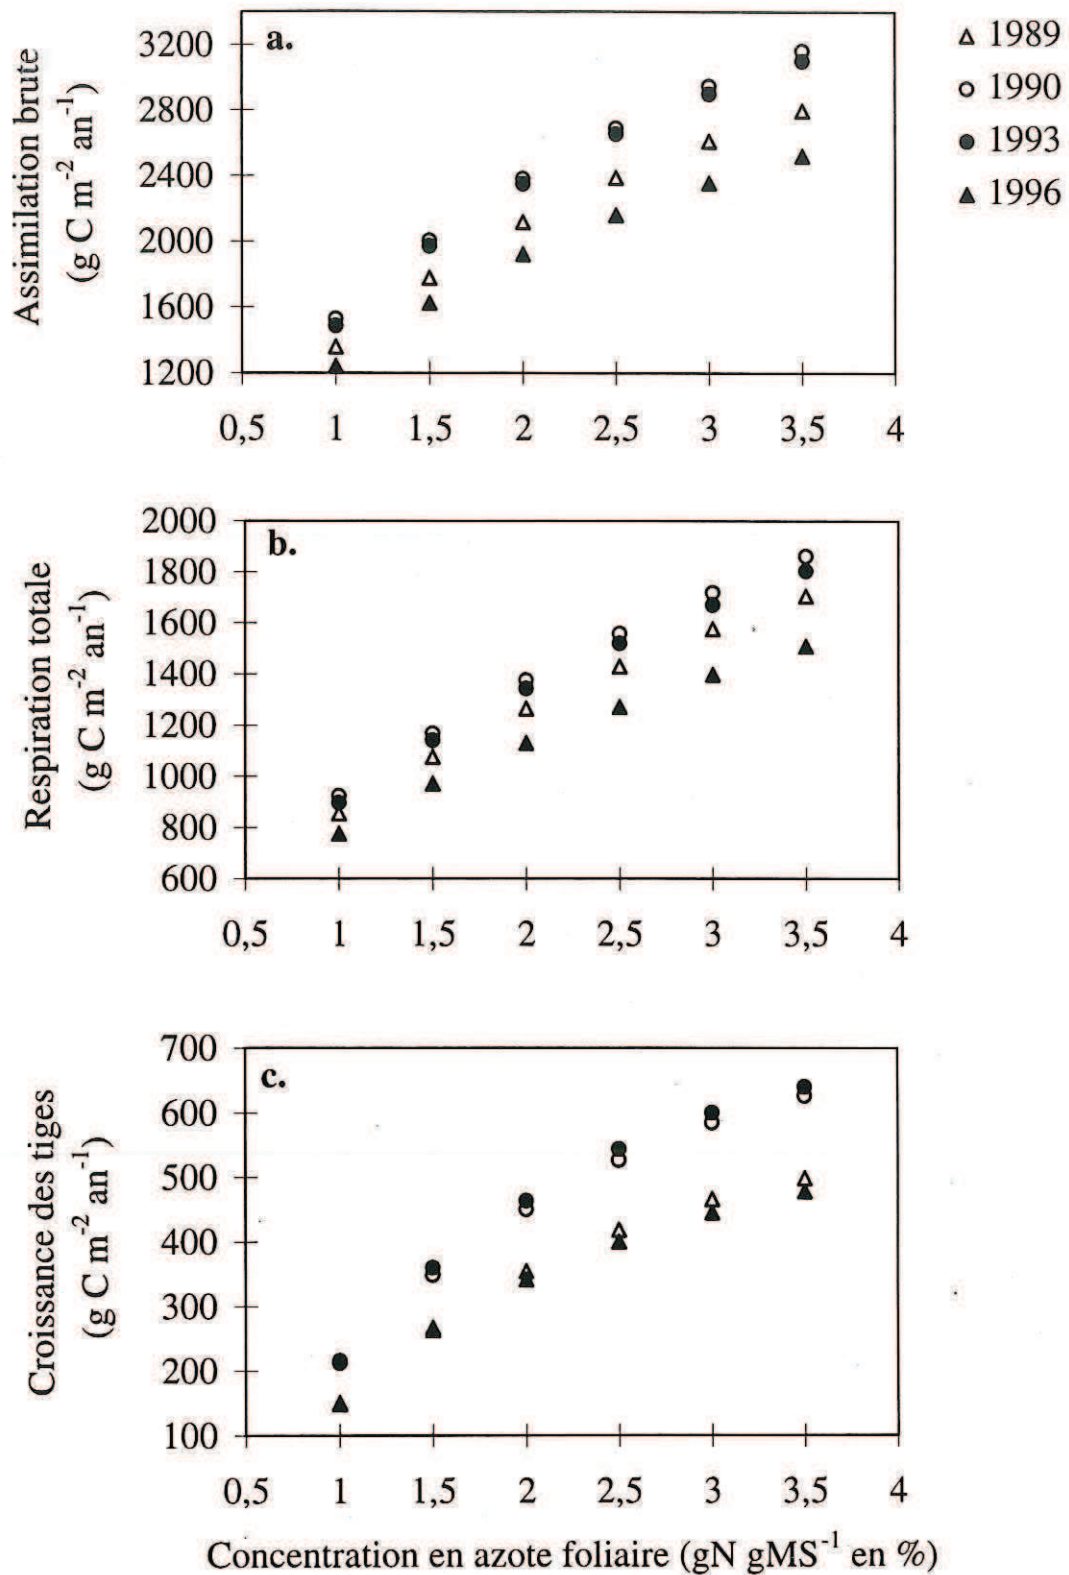 a.
Assimilation brute
(g C m⁻² an⁻¹)
3200
2800
2400
2000
1600
1200
0,5 1 1,5 2 2,5 3 3,5 4
1989
1990
1993
1996
b.
Respiration totale
(g C m⁻² an⁻¹)
2000
1800
1600
1400
1200
1000
800
600
0,5 1 1,5 2 2,5 3 3,5 4
c.
Croissance des tiges
(g C m⁻² an⁻¹)
700
600
500
400
300
200
100
0,5 1 1,5 2 2,5 3 3,5 4
Concentration en azote foliaire (gN gMS⁻¹ en %)